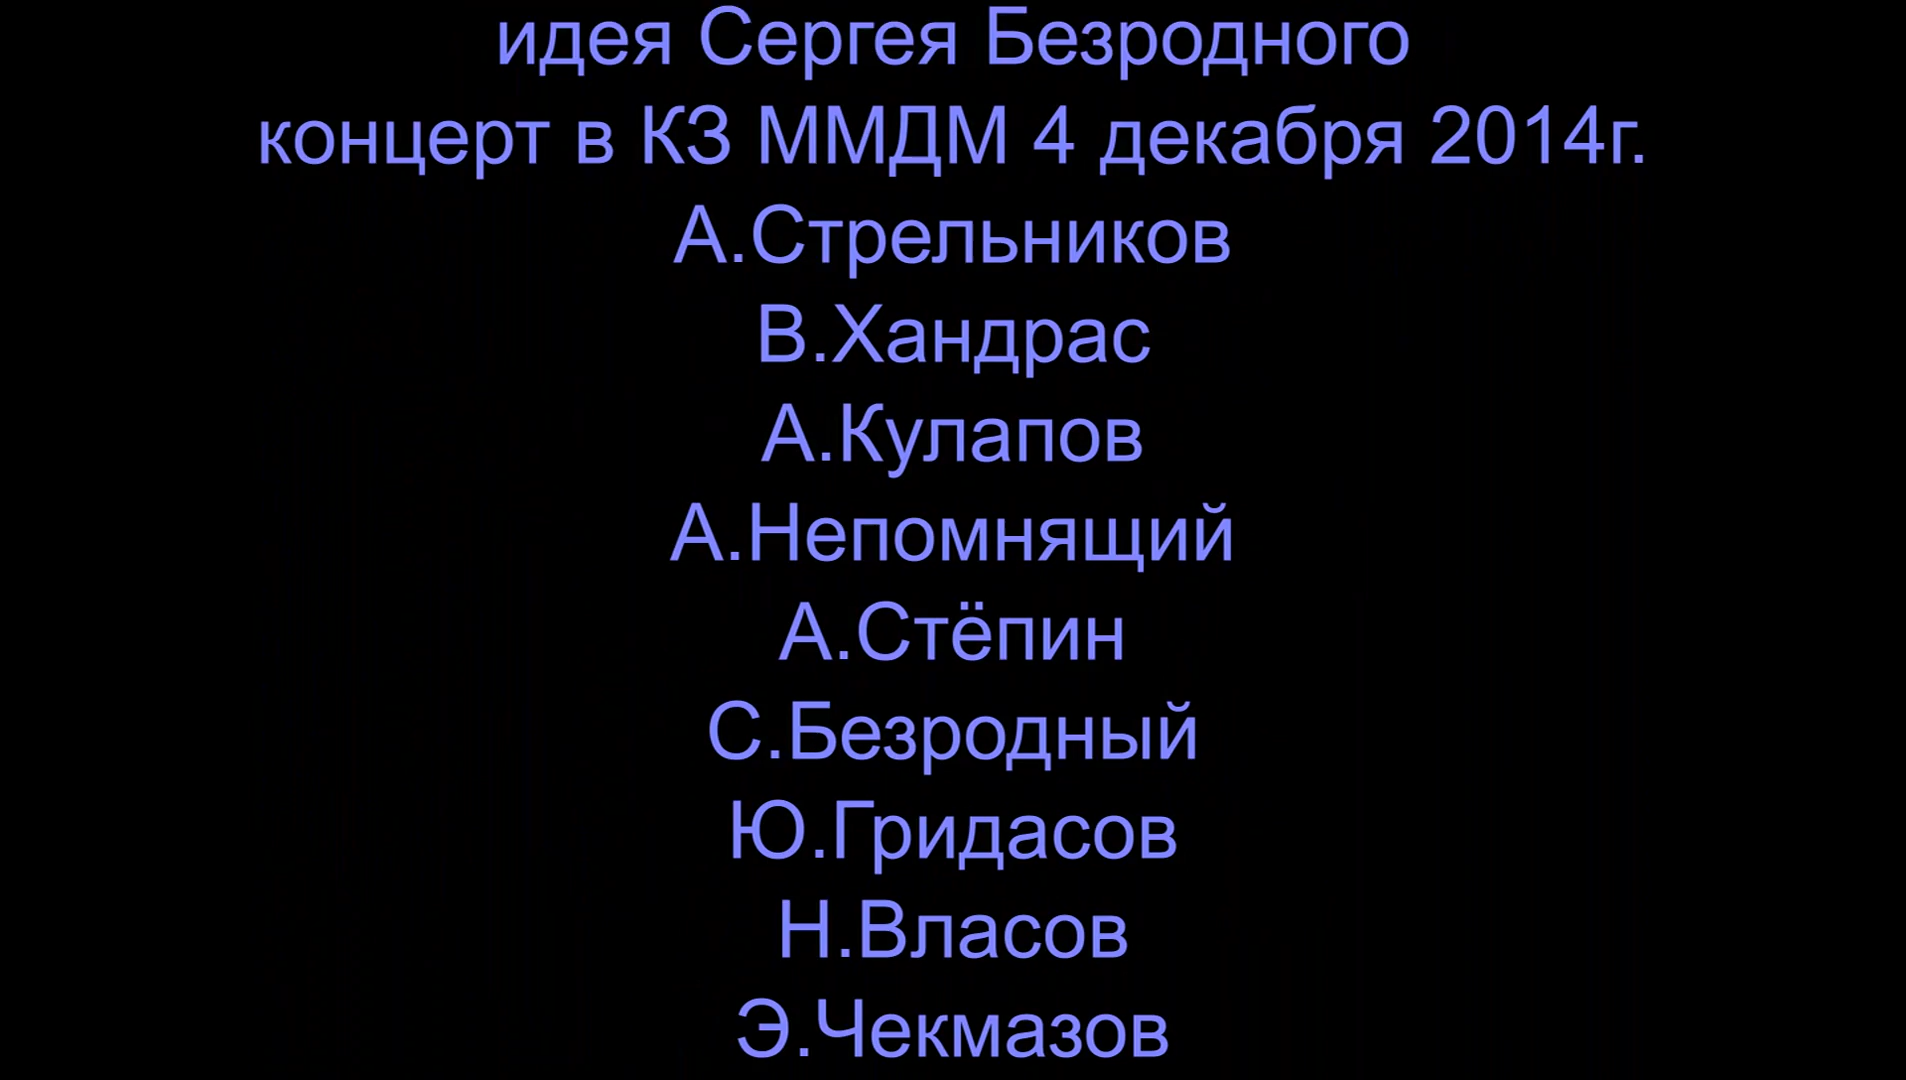 идея Сергея Безродного
концерт в КЗ ММДМ 4 декабря 2014г.
А.Стрельников
В.Хандрас
А.Кулапов
А.Непомнящий
А.Стёпин
С.Безродный
Ю.Гридасов
Н.Власов
Э.Чекмазов